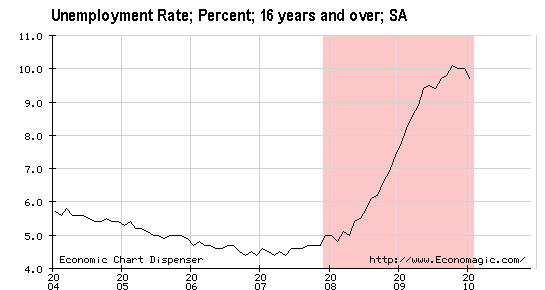 Unemployment Rate; Percent; 16 years and over; SA
11.0
10.0
9.0
8.0
7.0
6.0
5.0
4.0
Economic Chart Dispenser
http://www.Economagic.com/
20 20 20 20 20 20 20
04 05 06 07 08 09 10